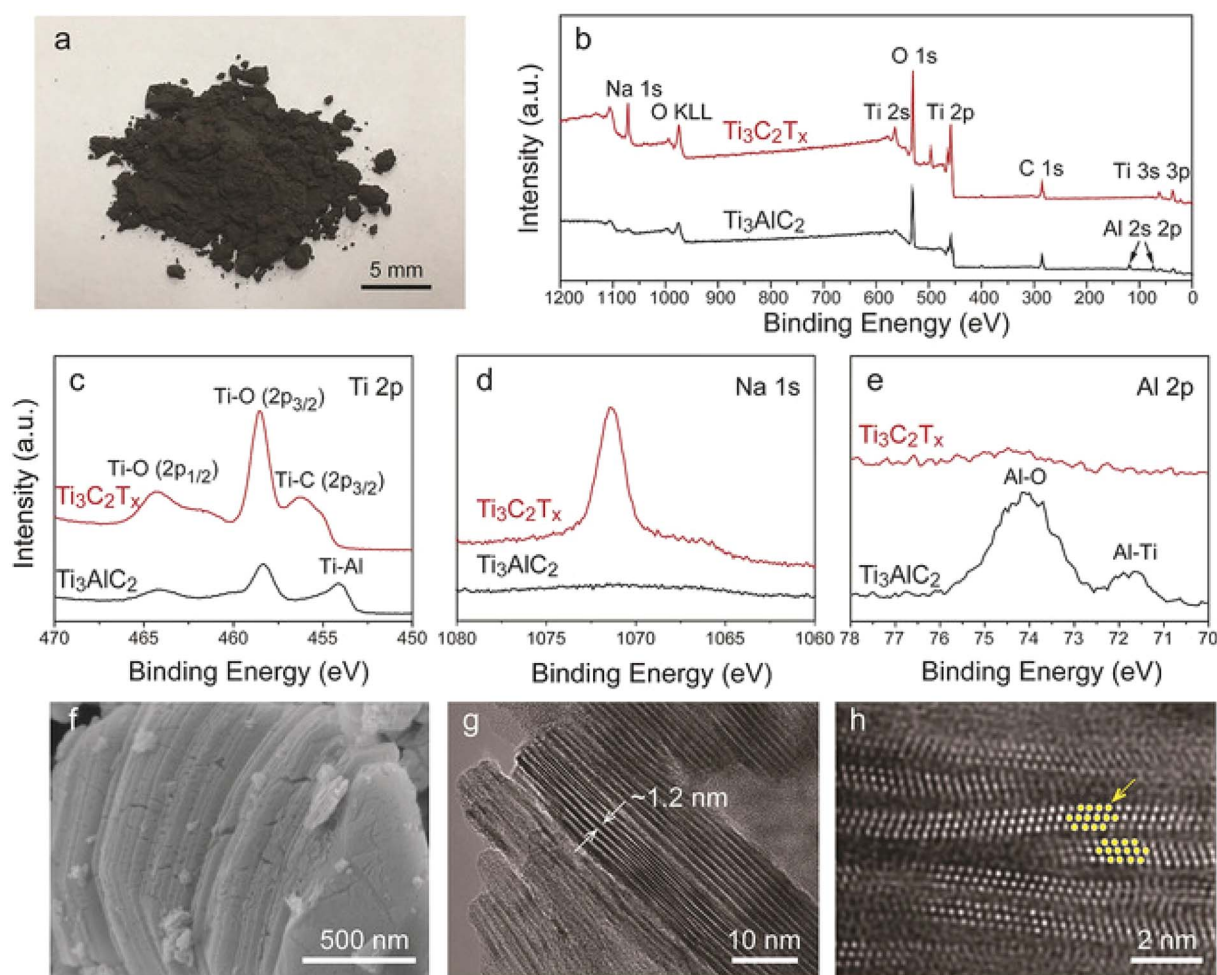 a
5 mm
b
Intensity (a.u.)
Na 1s
O KLL
Ti₃C₂Tₓ
Ti₃AlC₂
O 1s
Ti 2s
Ti 2p
C 1s
Ti 3s 3p
Al 2s 2p
1200 1100 1000 900 800 700 600 500 400 300 200 100 0
Binding Energy (eV)
c
Ti 2p
Intensity (a.u.)
Ti-O (2p₃/₂)
Ti-O (2p₁/₂)
Ti-C (2p₃/₂)
Ti₃C₂Tₓ
Ti₃AlC₂
Ti-Al
470 465 460 455 450
Binding Energy (eV)
d
Na 1s
Ti₃C₂Tₓ
Ti₃AlC₂
1080 1075 1070 1065 1060
Binding Energy (eV)
e
Al 2p
Ti₃C₂Tₓ
Al-O
Al-Ti
Ti₃AlC₂
78 77 76 75 74 73 72 71 70
Binding Energy (eV)
f
500 nm
g
~1.2 nm
10 nm
h
2 nm